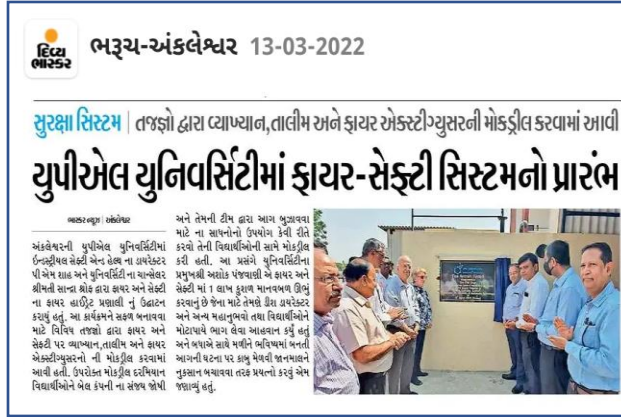 દિવ્ય
ભાસ્કર
ભરૂચ-અંકલેશ્વર 13-03-2022
સુરક્ષા સિસ્ટમ | તજજ્ઞો દ્વારા વ્યાખ્યાન,તાલીમ અને ફાયર એક્સ્ટીંગ્યુસરની મોકડ્રીલ કરવામાં આવી
યુપીએલ યુનિવર્સિટીમાં ફાયર-સેફ્ટી સિસ્ટમનો પ્રારંભ
ભાસ્કર ન્યૂઝ | અંકલેશ્વર
અંકલેશ્વરની યુપીએલ યુનિવર્સિટીમાં
ઇન્ડસ્ટ્રીયલ સેફ્ટી એન્ડ હેલ્થ ના ડાયરેક્ટર
પી એમ શાહ અને યુનિવર્સિટી ના ચાન્સેલર
શ્રીમતી સાન્દ્રા શ્રોફ દ્વારા ફાયર અને સેફ્ટી
ના ફાયર હાઈડ્રેટ પ્રણાલી નું ઉદ્ઘાટન
કરાયું હતું. આ કાર્યક્રમને સફળ બનાવવા
માટે વિવિધ તજજ્ઞો દ્વારા ફાયર અને
સેફ્ટી પર વ્યાખ્યાન,તાલીમ અને ફાયર
એક્સ્ટીંગ્યુસરનો ની મોકડ્રીલ કરવામાં
આવી હતી. ઉપરોક્ત મોકડ્રીલ દરમિયાન
વિદ્યાર્થીઓને બેલ કંપની ના સંજય જોષી
અને તેમની ટીમ દ્વારા આગ બુઝાવવા
માટે ના સાધનોનો ઉપયોગ કેવી રીતે
કરવો તેની વિદ્યાર્થીઓની સામે મોકડ્રીલ
કરી હતી. આ પ્રસંગે યુનિવર્સિટીના
પ્રમુખશ્રી અશોક પંજવાણી એ ફાયર અને
સેફ્ટી માં 1 લાખ કુશળ માનવબળ ઊભું
કરવાનું છે જેના માટે તેમણે ડીશ ડાયરેક્ટર
અને અન્ય મહાનુભવો તથા વિદ્યાર્થીઓને
મોટાપાયે ભાગ લેવા આહવાન કર્યું હતું
અને બધાએ સાથે મળીને ભવિષ્યમાં બનતી
આગની ઘટના પર કાબુ મેળવી જાનમાલને
નુકસાન બચાવવા તરફ પ્રયત્નો કરવું એમ
જણાવ્યું હતું.